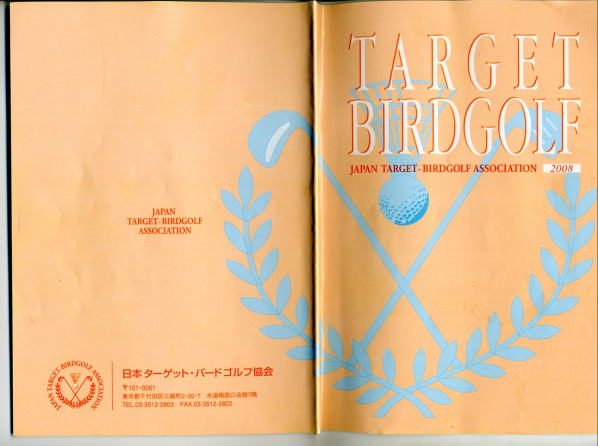 TARGET
BIRDGOLF
JAPAN TARGET-BIRDGOLF ASSOCIATION 2008
JAPAN
TARGET-BIRDGOLF
ASSOCIATION
JAPAN TARGET-BIRDGOLF ASSOCIATION
日本ターゲット・バードゴルフ協会
〒101-0061
東京都千代田区三崎町2-20-7 水道橋西口会館7階
TEL.03-3512-2803 FAX.03-3512-2802